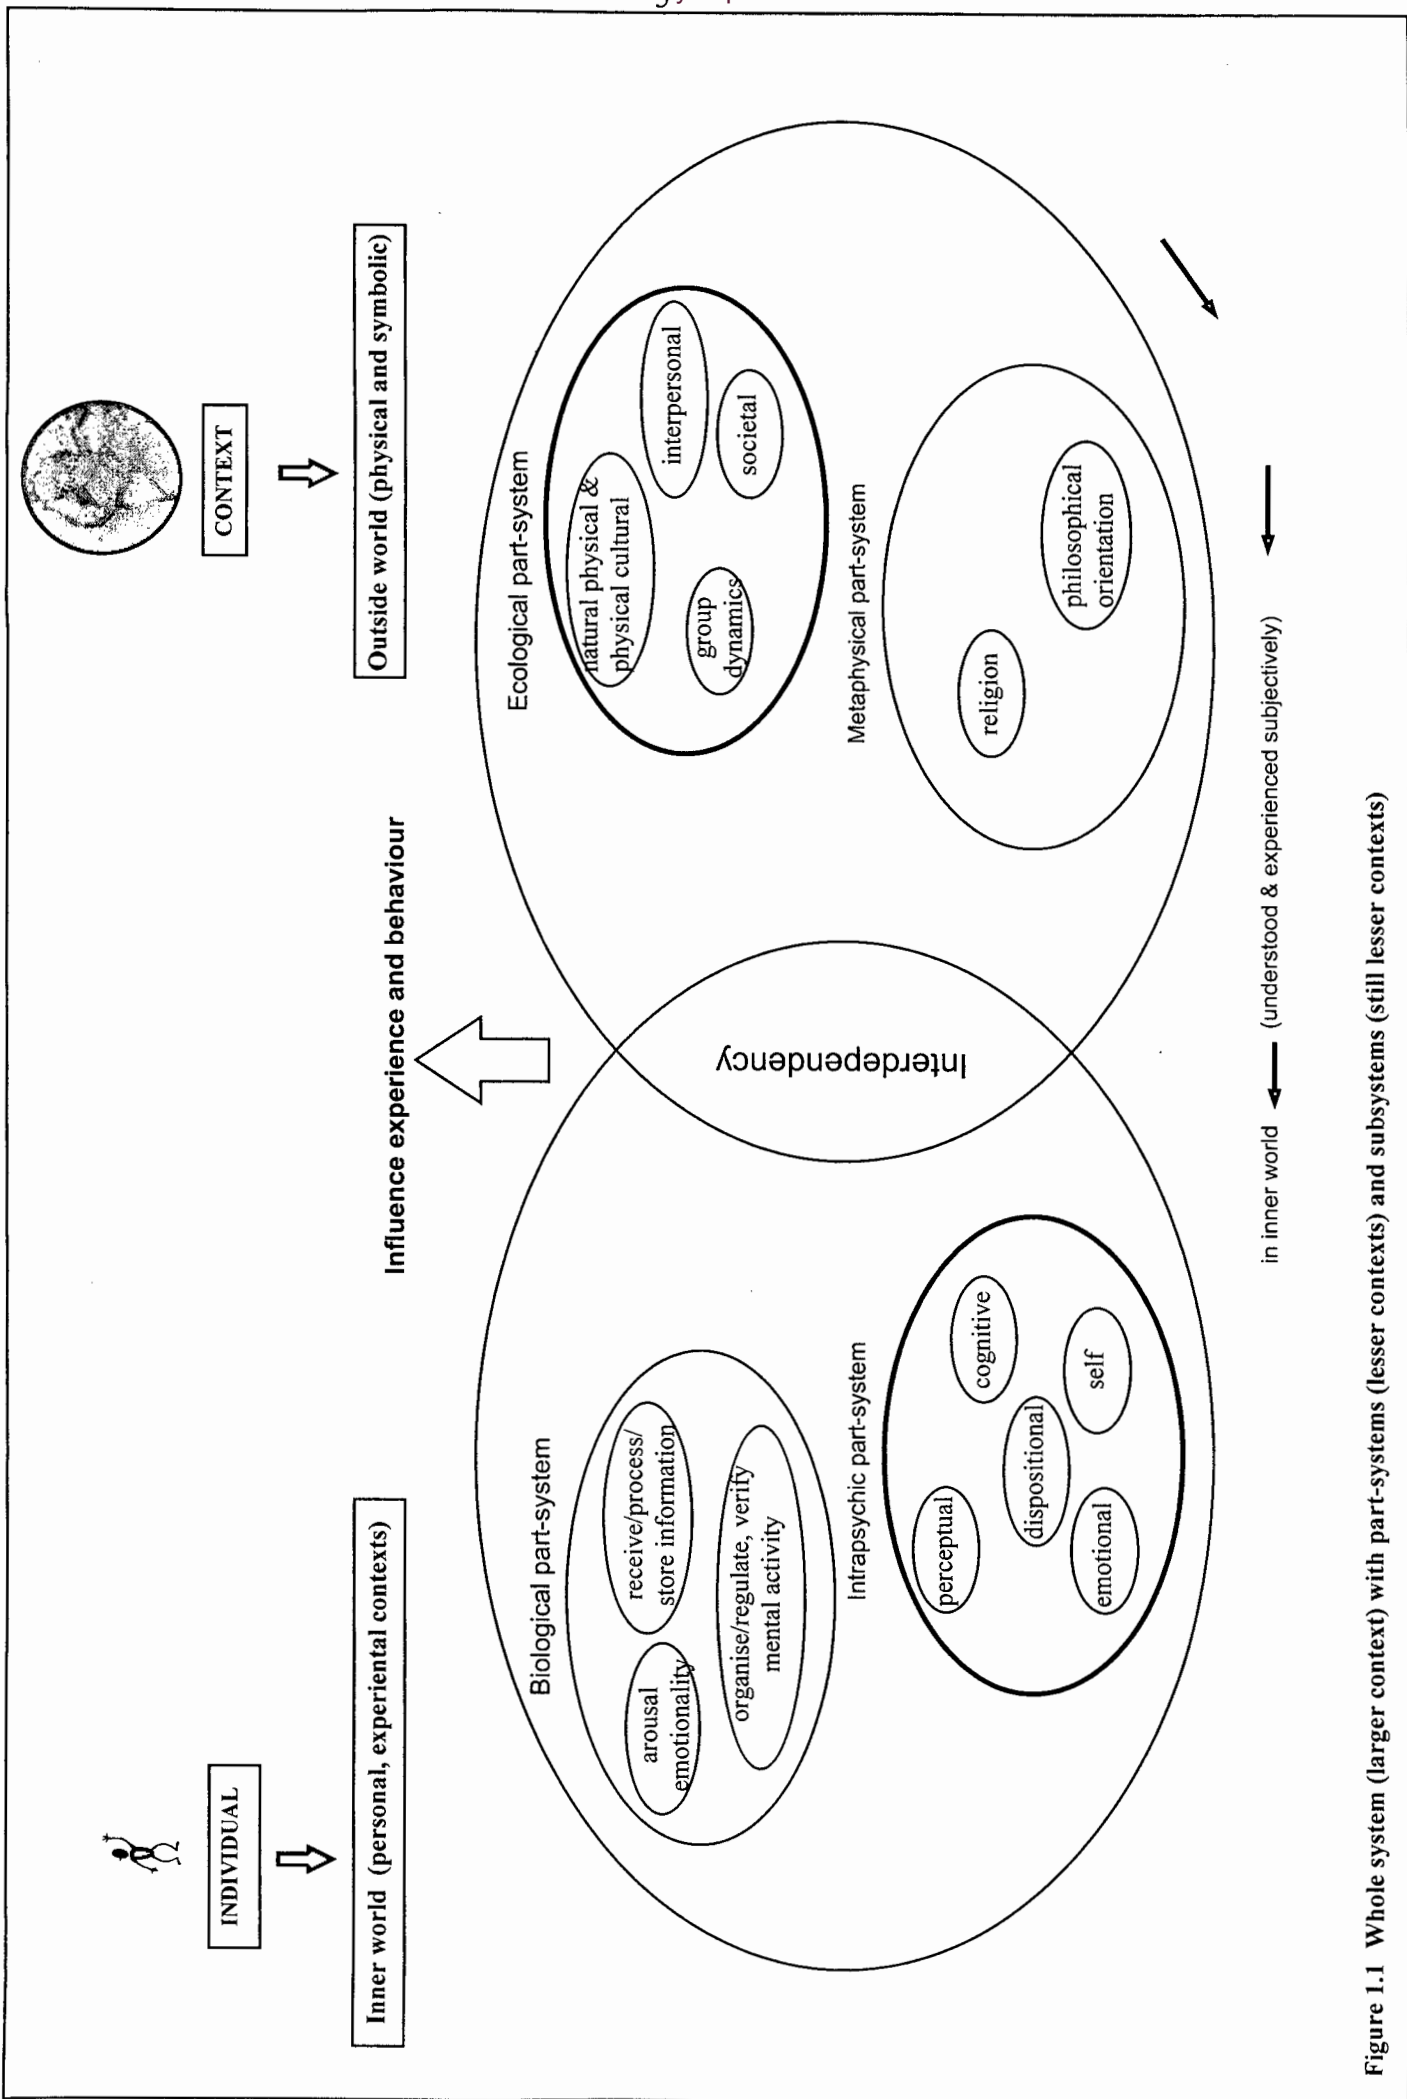 INDIVIDUAL
Inner world (personal, experiental contexts)
CONTEXT
Outside world (physical and symbolic)
Influence experience and behaviour
Biological part-system
arousal
emotionality
receive/process/
store information
organise/regulate, verify
mental activity
Intrapsychic part-system
perceptual
cognitive
dispositional
emotional
self
Interdependency
Ecological part-system
natural physical &
physical cultural
interpersonal
group
dynamics
societal
Metaphysical part-system
religion
philosophical
orientation
in inner world
(understood & experienced subjectively)
Figure 1.1 Whole system (larger context) with part-systems (lesser contexts) and subsystems (still lesser contexts)